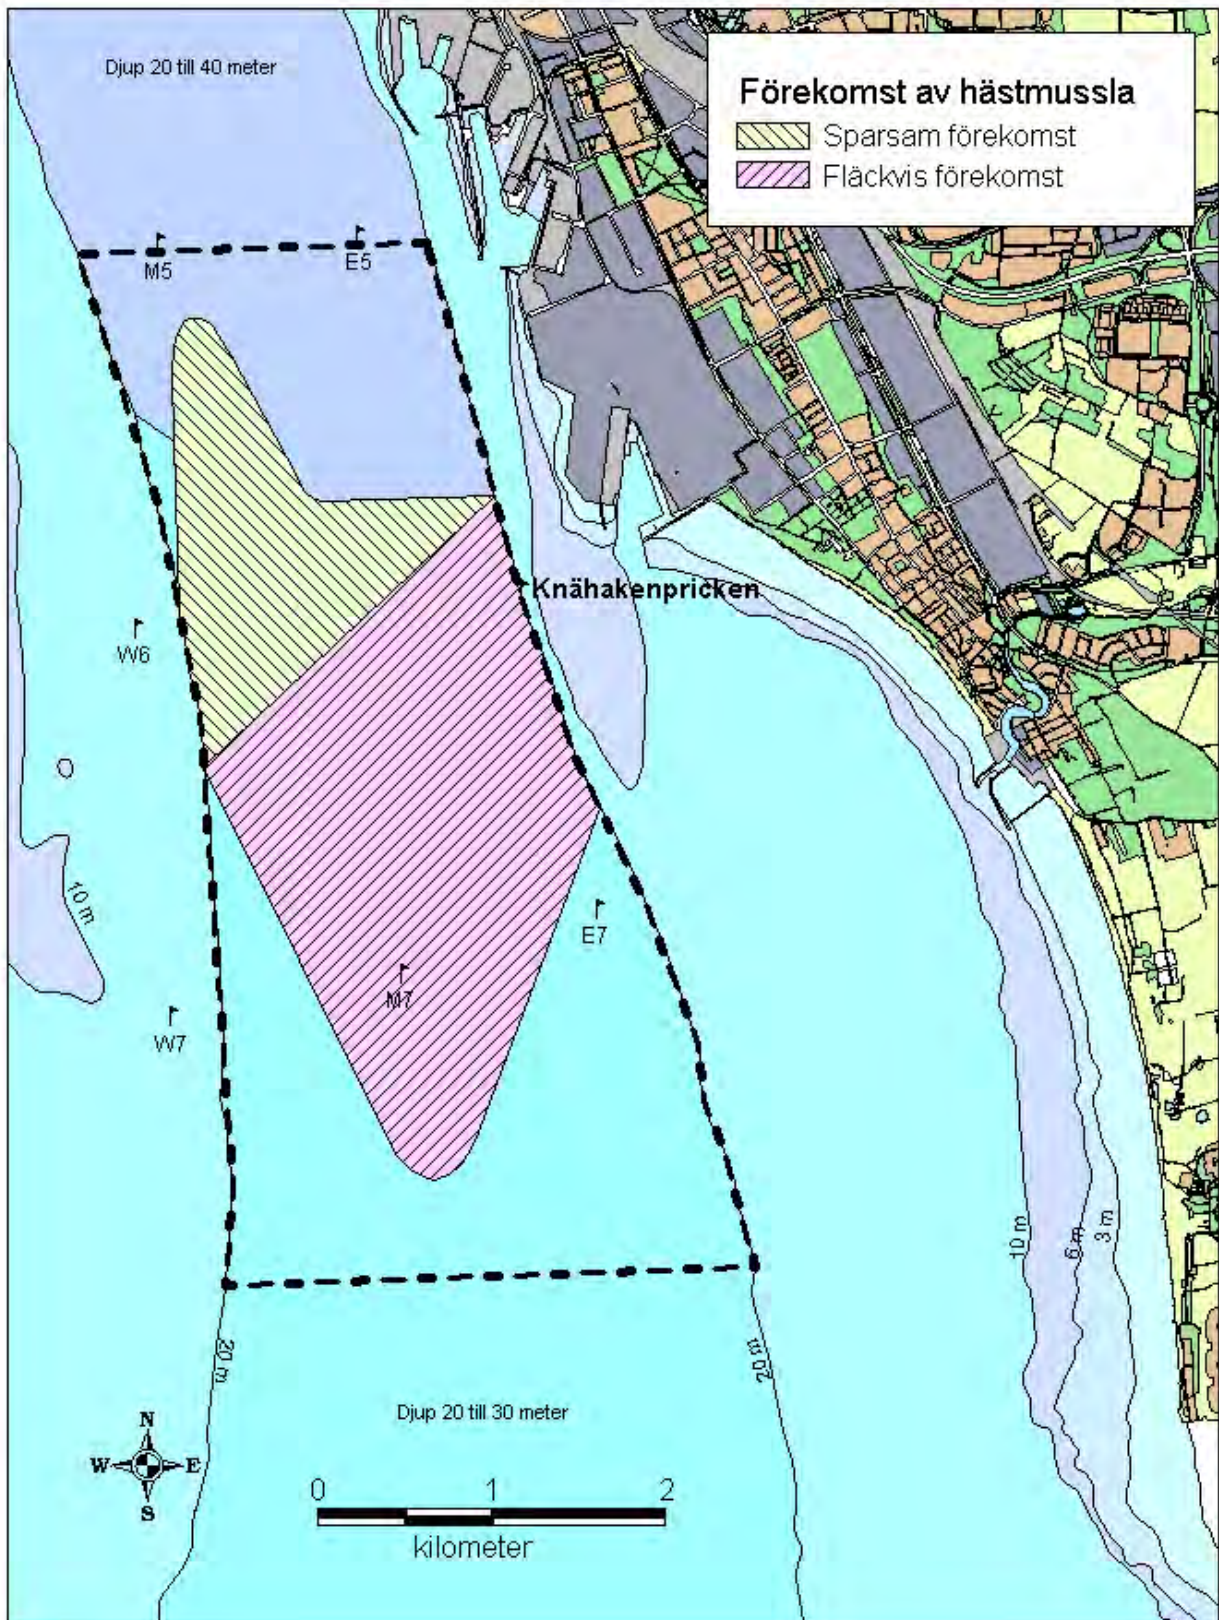 Djup 20 till 40 meter
Förekomst av hästmussla
Sparsam förekomst
Fläckvis förekomst
M5
E5
Knähakenpricken
W6
10 m
E7
M7
W7
10 m
6 m
3 m
20 m
20 m
Djup 20 till 30 meter
N
W
E
S
0
1
2
kilometer